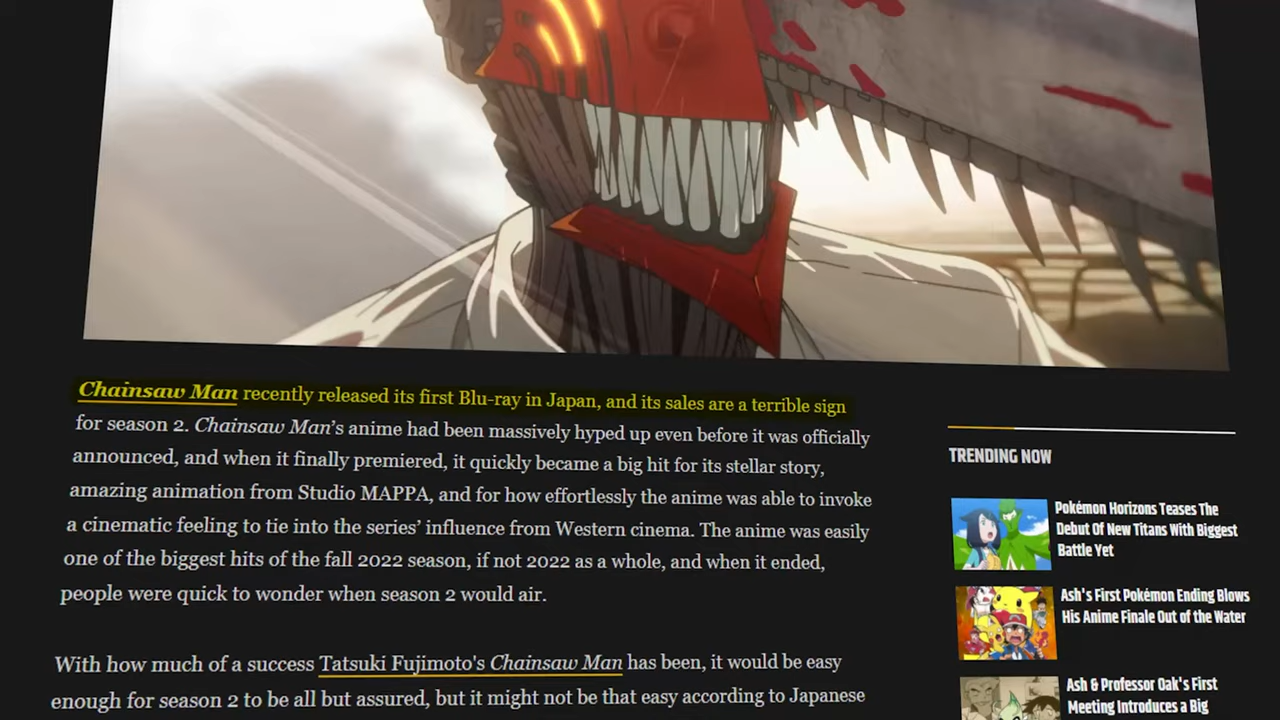 Chainsaw Man recently released its first Blu-ray in Japan, and its sales are a terrible sign
for season 2. Chainsaw Man's anime had been massively hyped up even before it was officially
announced, and when it finally premiered, it quickly became a big hit for its stellar story,
amazing animation from Studio MAPPA, and for how effortlessly the anime was able to invoke
a cinematic feeling to tie into the series' influence from Western cinema. The anime was easily
one of the biggest hits of the fall 2022 season, if not 2022 as a whole, and when it ended,
people were quick to wonder when season 2 would air.
With how much of a success Tatsuki Fujimoto's Chainsaw Man has been, it would be easy
enough for season 2 to be all but assured, but it might not be that easy according to Japanese
TRENDING NOW
Pokémon Horizons Teases The
Debut Of New Titans With Biggest
Battle Yet
Ash's First Pokémon Ending Blows
His Anime Finale Out of the Water
Ash & Professor Oak's First
Meeting Introduces a Big